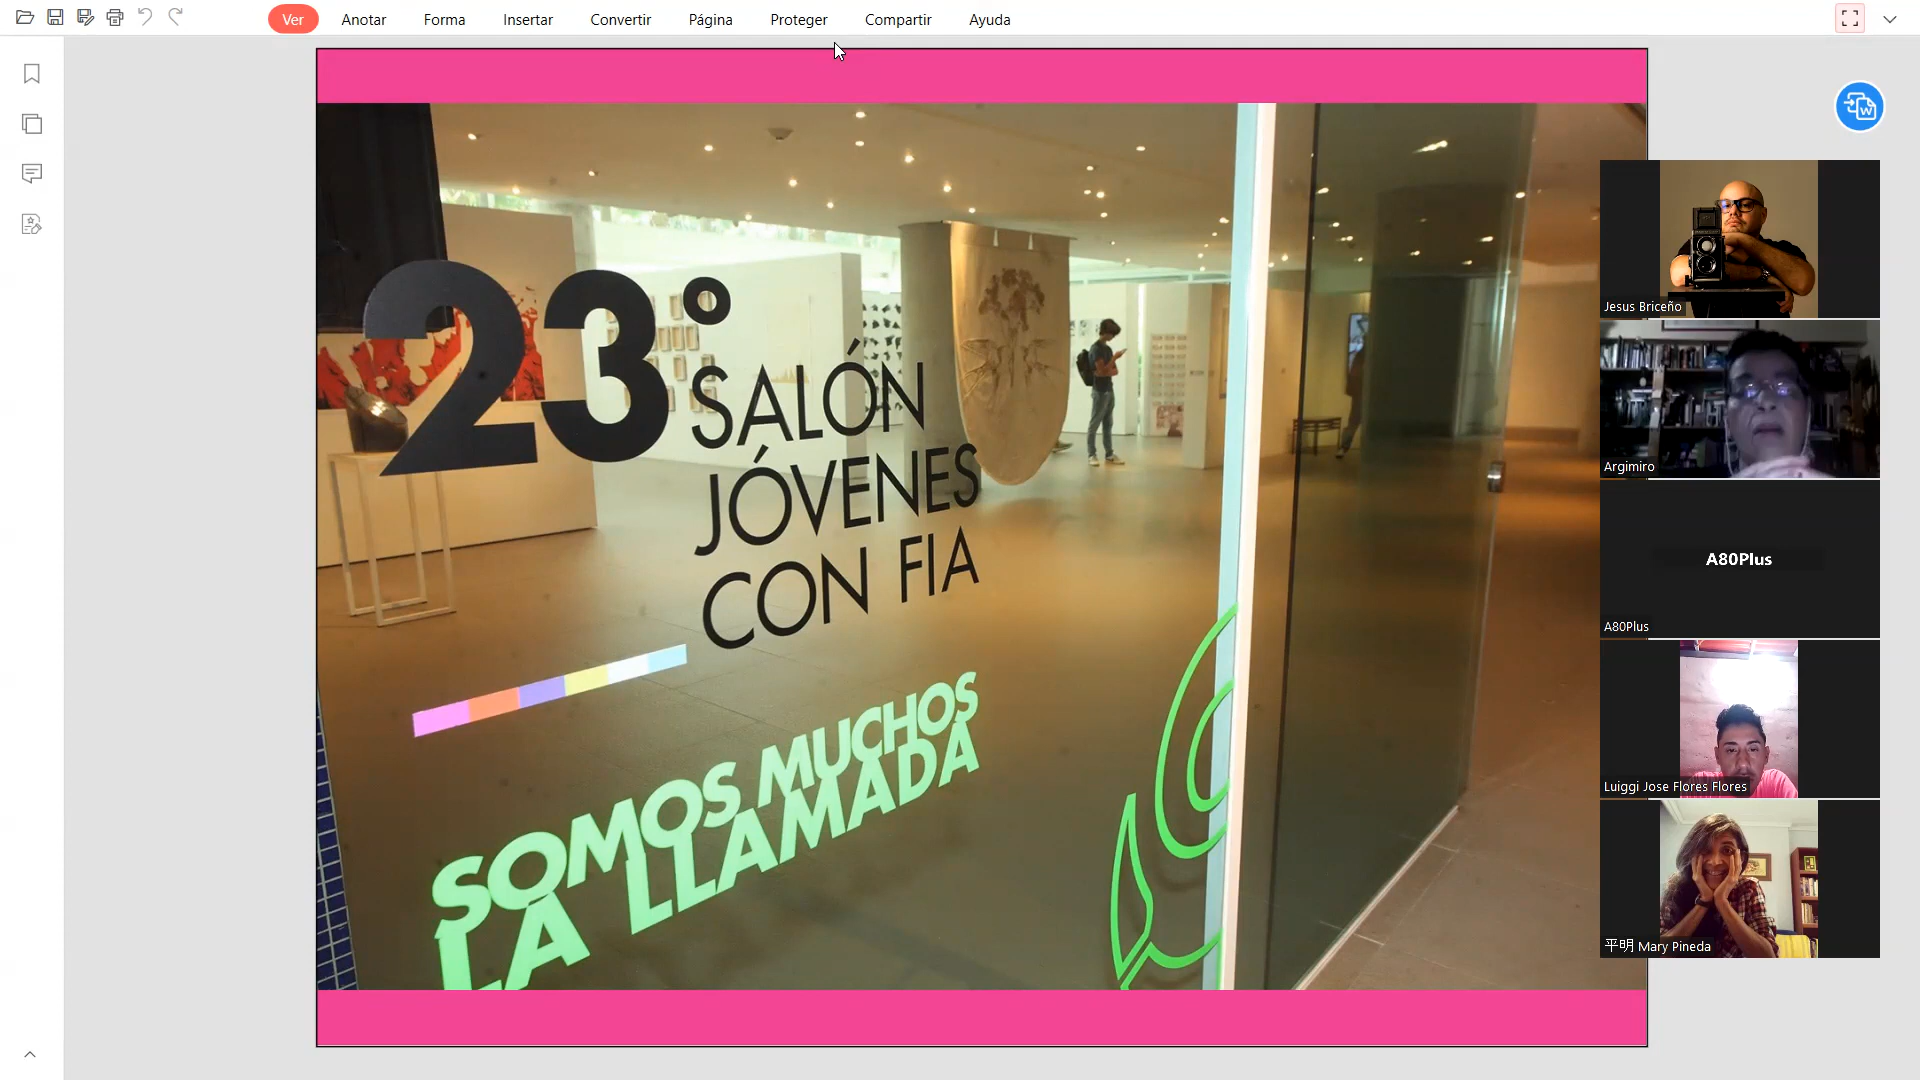 Ver Anotar Forma Insertar Convertir Página Proteger Compartir Ayuda
W
23°
SALÓN
JÓVENES
CON FIA
SOMOS MUCHOS
LA LLAMADA
Jesus Briceño
Argimiro
A80Plus
A80Plus
Luiggi Jose Flores Flores
平明 Mary Pineda